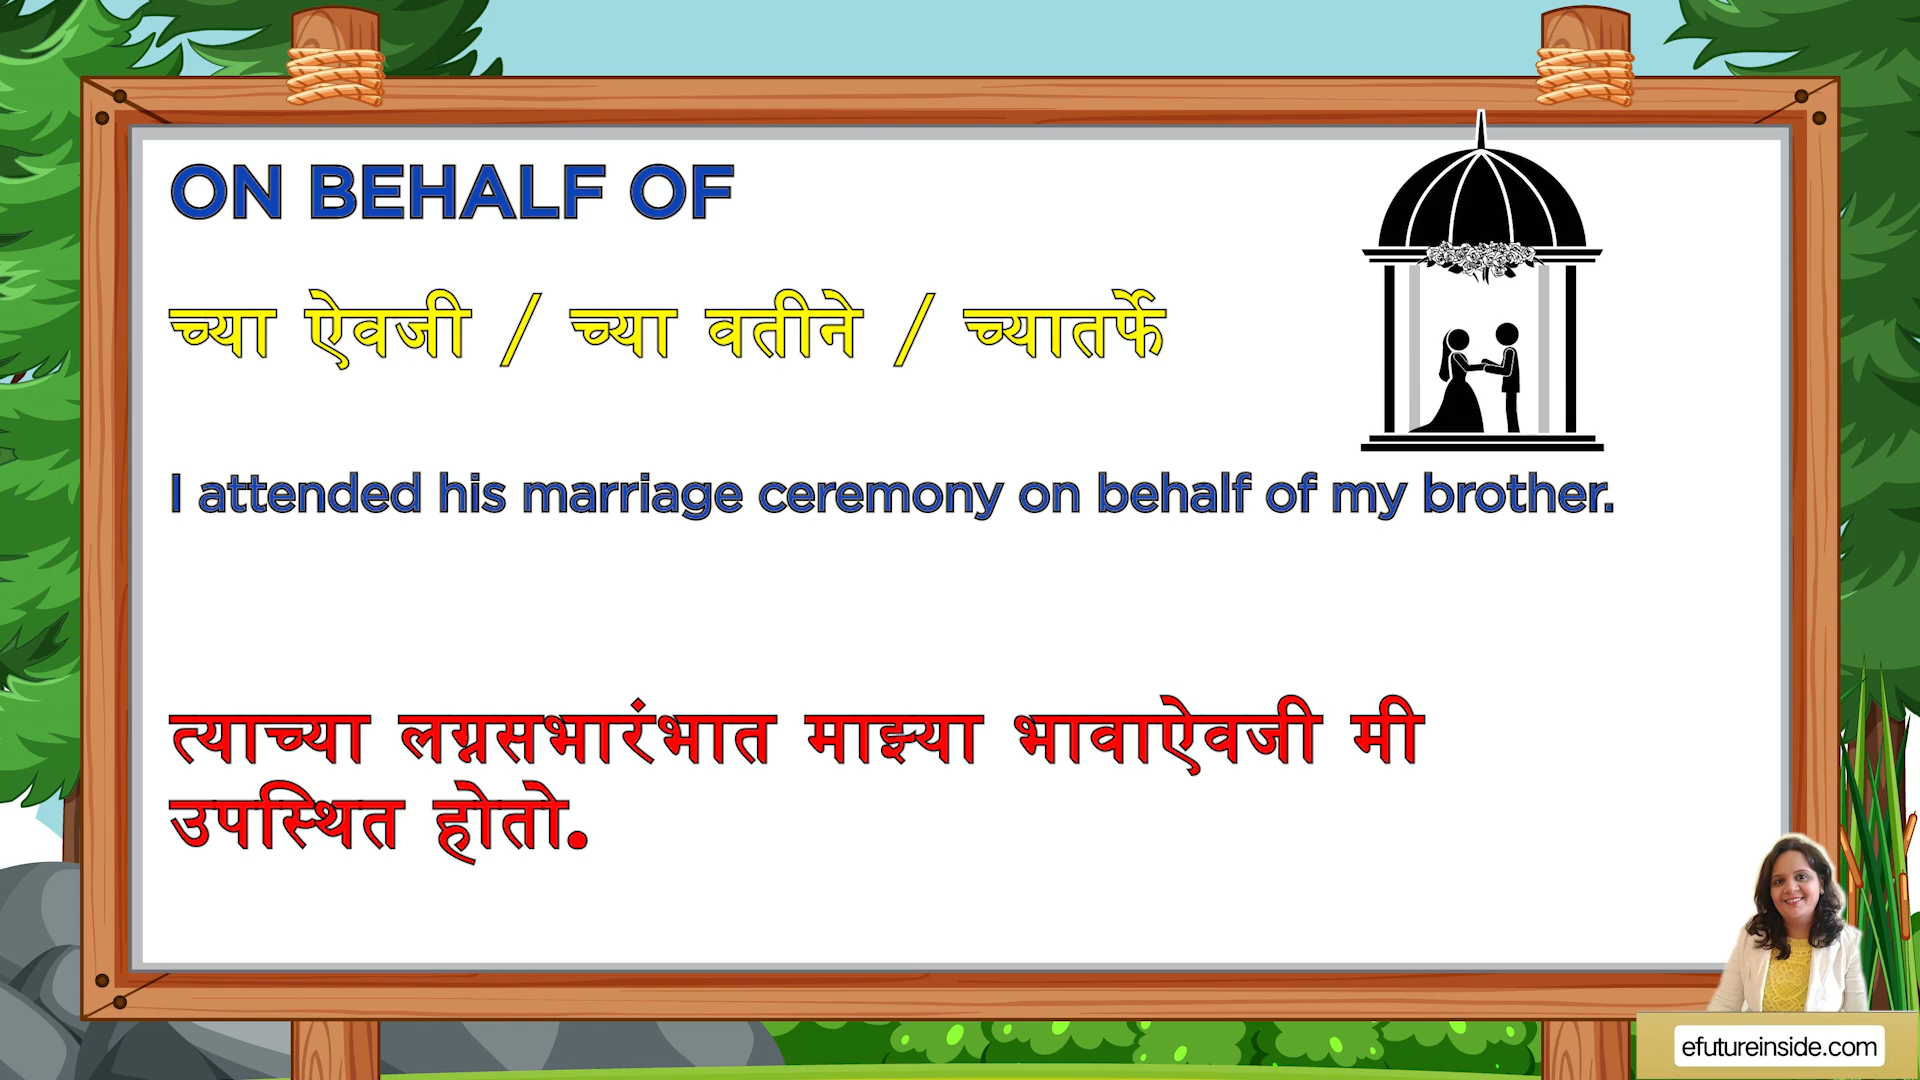 ON BEHALF OF
च्या ऐवजी / च्या वतीने / च्यातर्फे
I attended his marriage ceremony on behalf of my brother.
त्याच्या लग्नसभारंभात माझ्या भावाऐवजी मी
उपस्थित होतो.
efutureinside.com